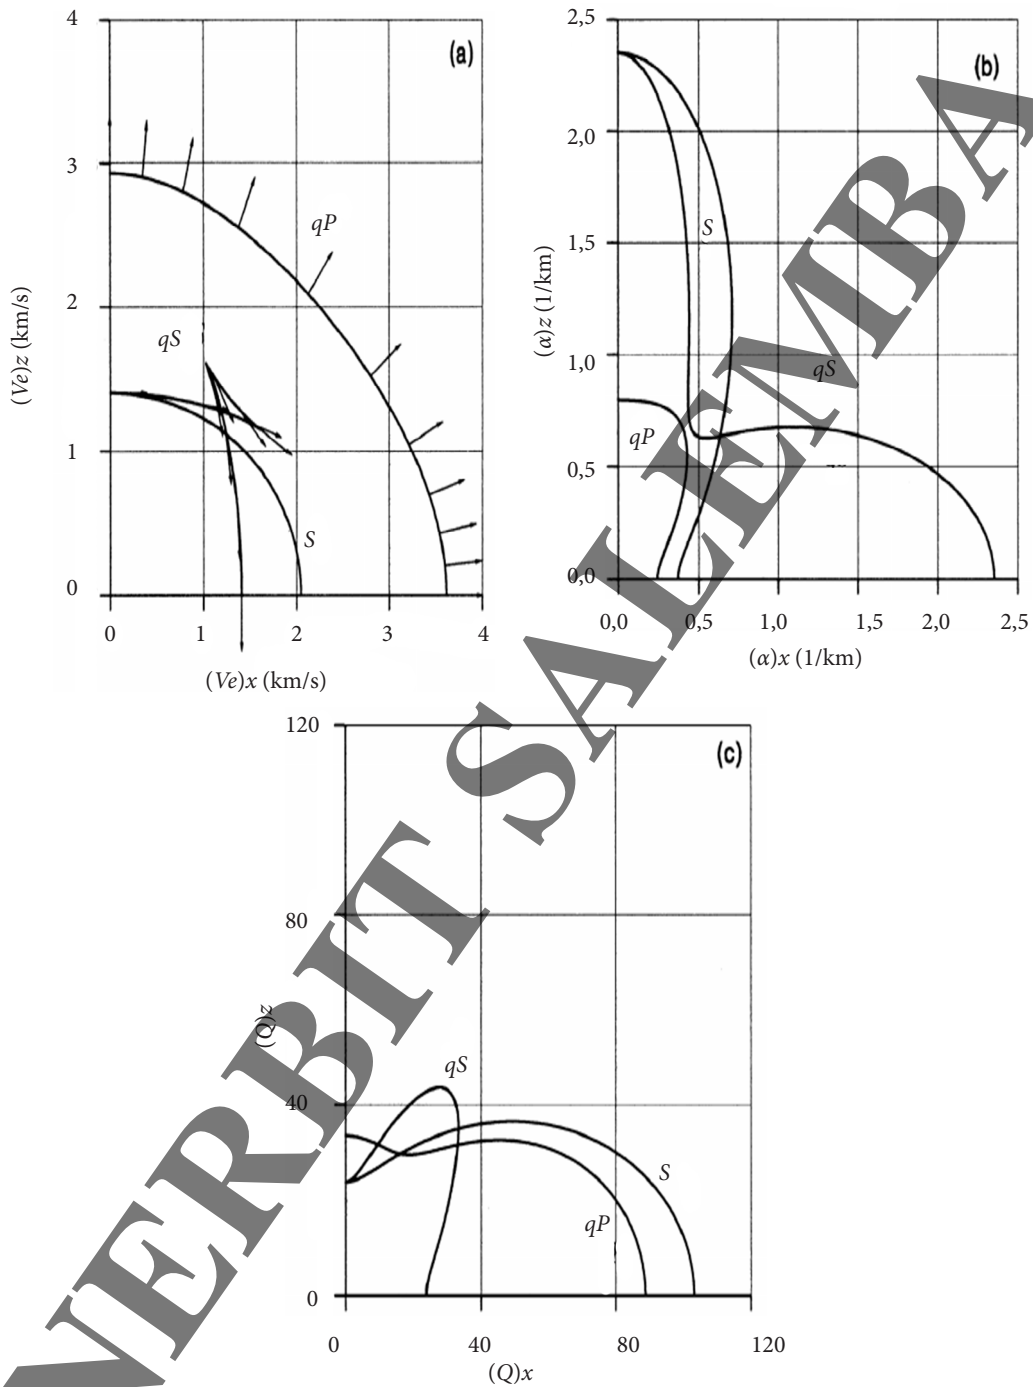 (a)
4
3
2
1
0
(Ve)z (km/s)
qP
qS
S
0 1 2 3 4
(Ve)x (km/s)
(b)
2,5
2,0
1,5
1,0
0,5
0,0
(α)z (1/km)
S
qS
qP
0,0 0,5 1,0 1,5 2,0 2,5
(α)x (1/km)
(c)
120
80
40
0
(Q)z
qS
S
qP
0 40 80 120
(Q)x
NERBIT SALEMBA